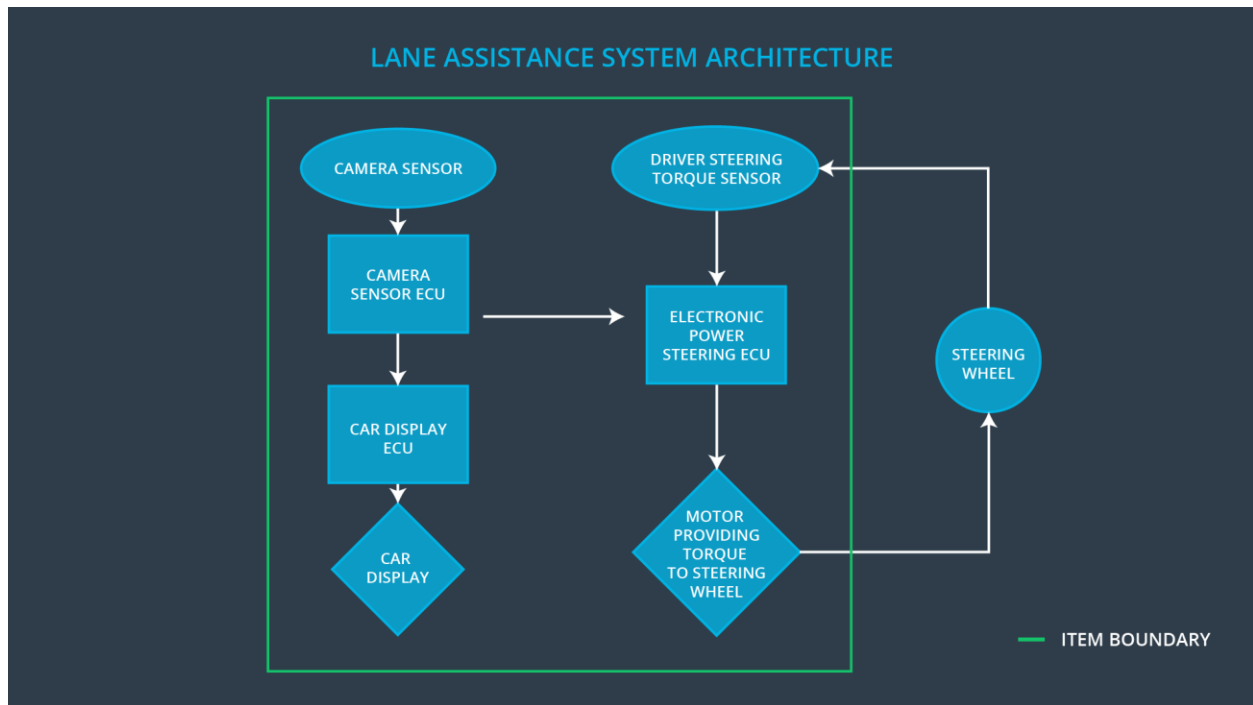 LANE ASSISTANCE SYSTEM ARCHITECTURE
CAMERA SENSOR
CAMERA
SENSOR ECU
CAR DISPLAY
ECU
CAR
DISPLAY
DRIVER STEERING
TORQUE SENSOR
ELECTRONIC
POWER
STEERING ECU
MOTOR
PROVIDING
TORQUE
TO STEERING
WHEEL
STEERING
WHEEL
ITEM BOUNDARY